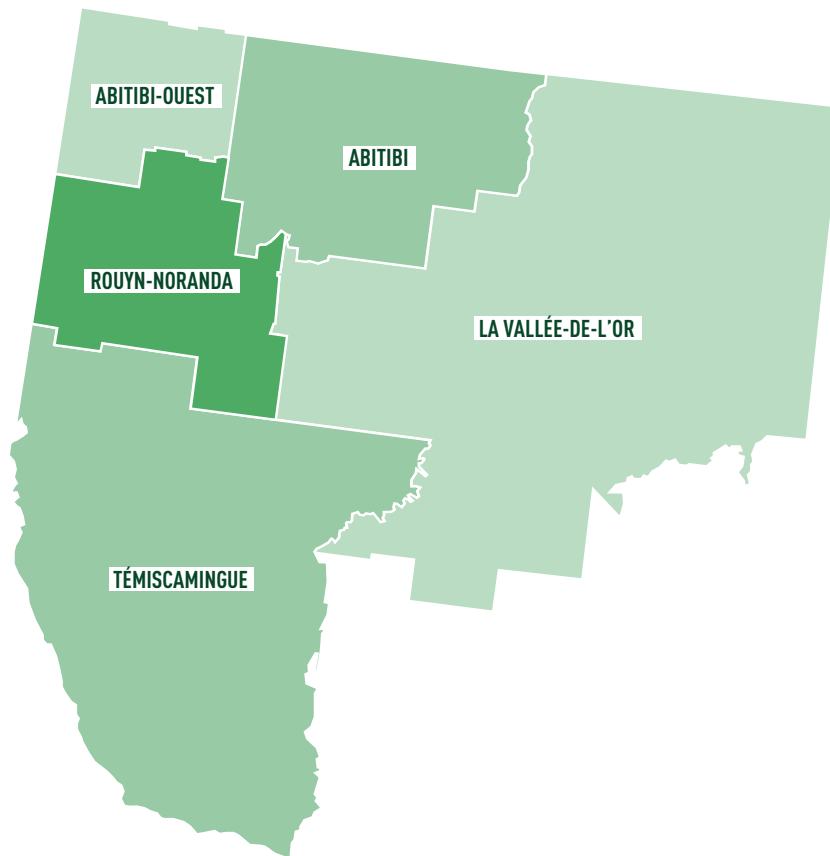 ABITIBI-OUEST
ABITIBI
ROUYN-NORANDA
LA VALLÉE-DE-L'OR
TÉMISCAMINGUE